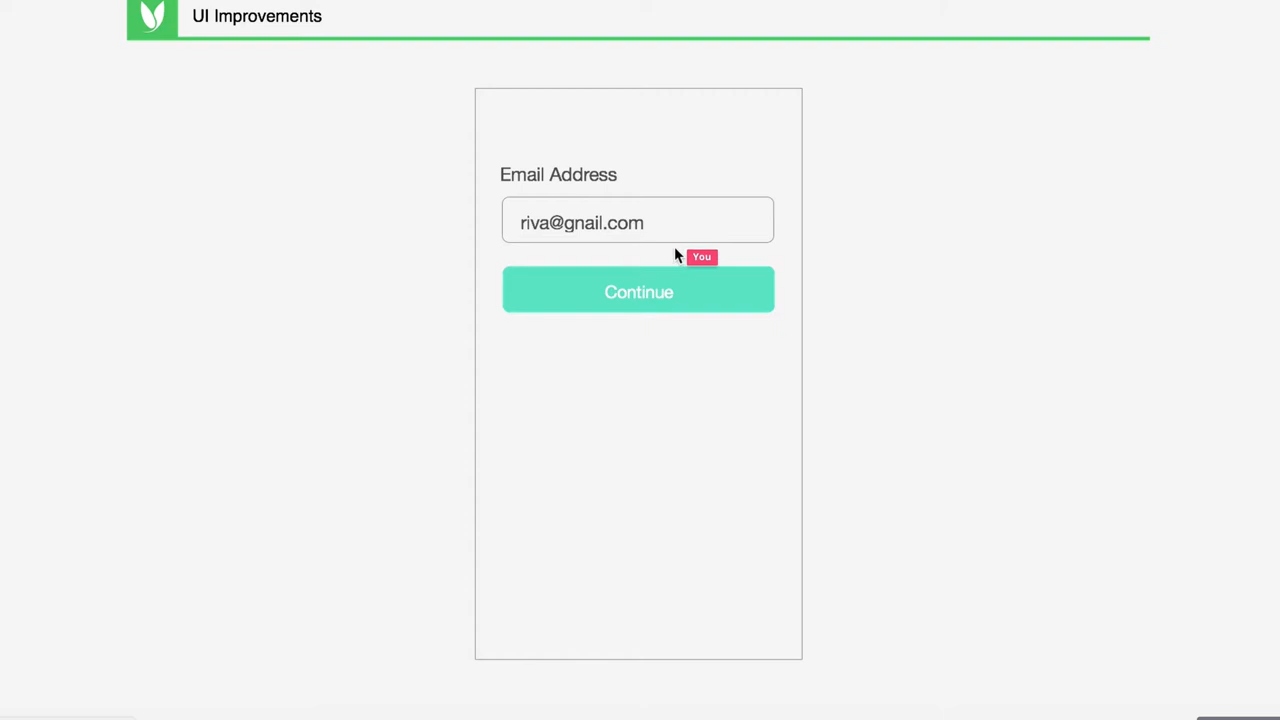 UI Improvements
Email Address
riva@gnail.com
You
Continue